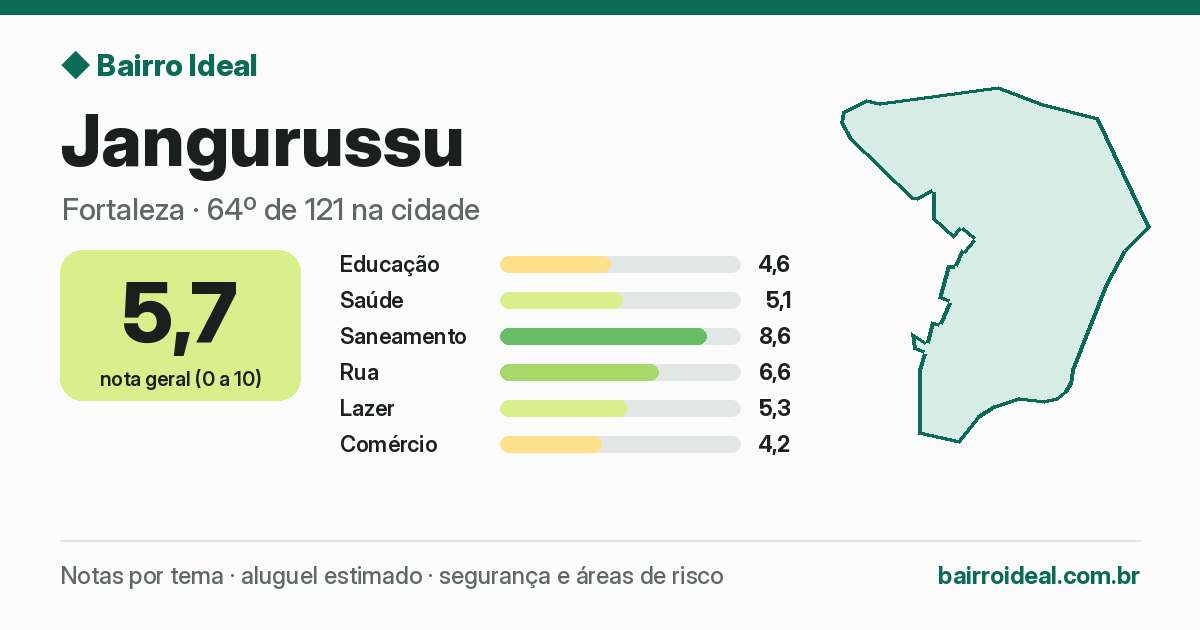 Bairro Ideal
Jangurussu
Fortaleza · 64º de 121 na cidade
5,7
nota geral (0 a 10)
Educação 4,6
Saúde 5,1
Saneamento 8,6
Rua 6,6
Lazer 5,3
Comércio 4,2
Notas por tema · aluguel estimado · segurança e áreas de risco
bairroideal.com.br